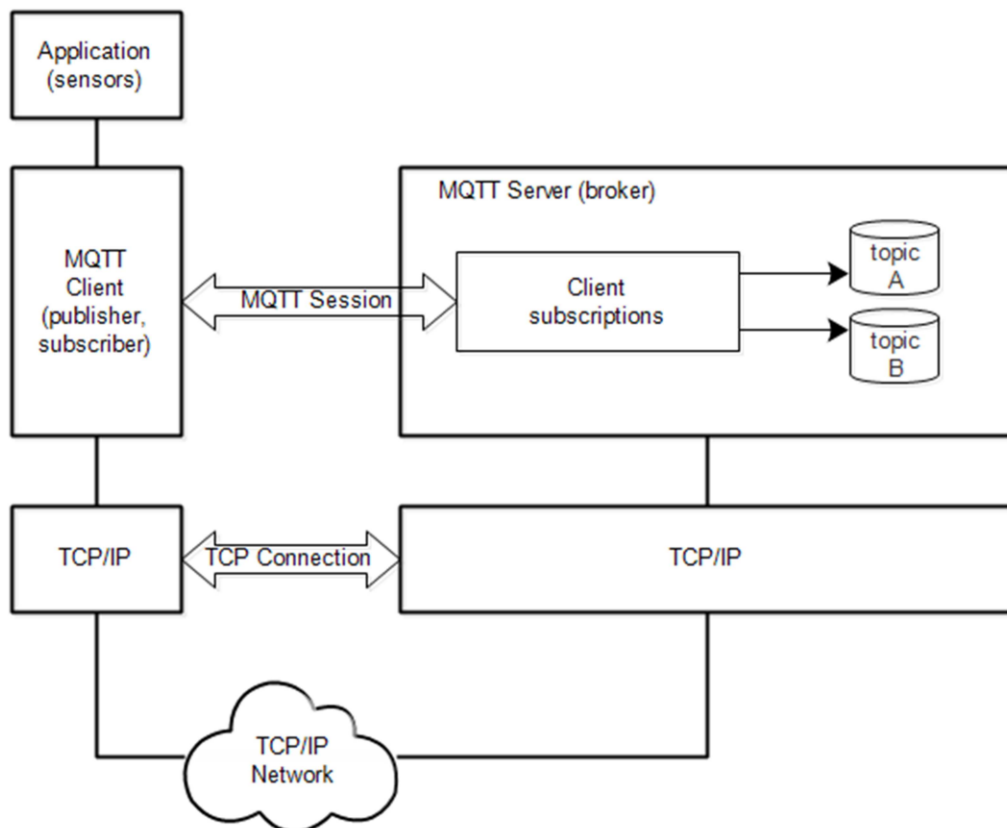 Application
(sensors)
MQTT Server (broker)
MQTT
Client
(publisher,
subscriber)
MQTT Session
Client
subscriptions
topic
A
topic
B
TCP/IP
TCP Connection
TCP/IP
TCP/IP
Network